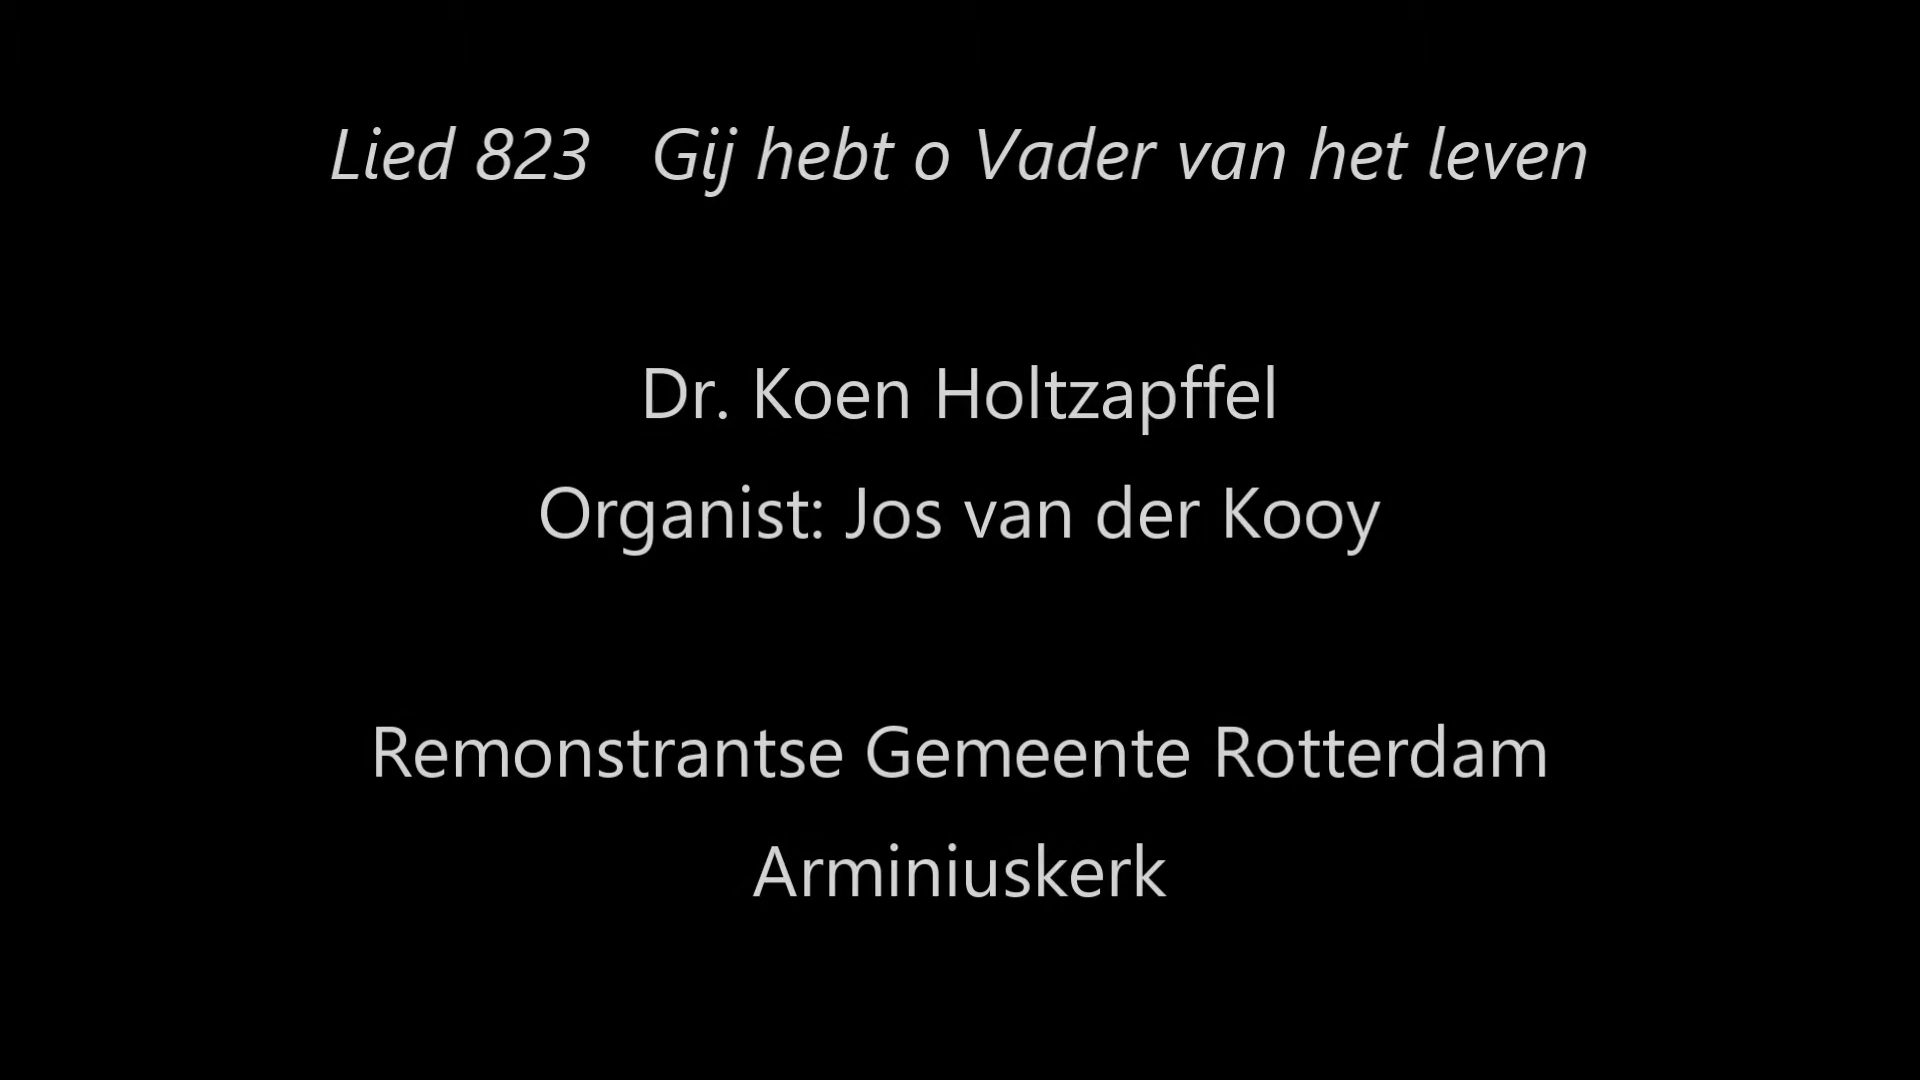 Lied 823   Gij hebt o Vader van het leven
Dr. Koen Holtzapffel
Organist: Jos van der Kooy
Remonstrantse Gemeente Rotterdam
Arminiuskerk